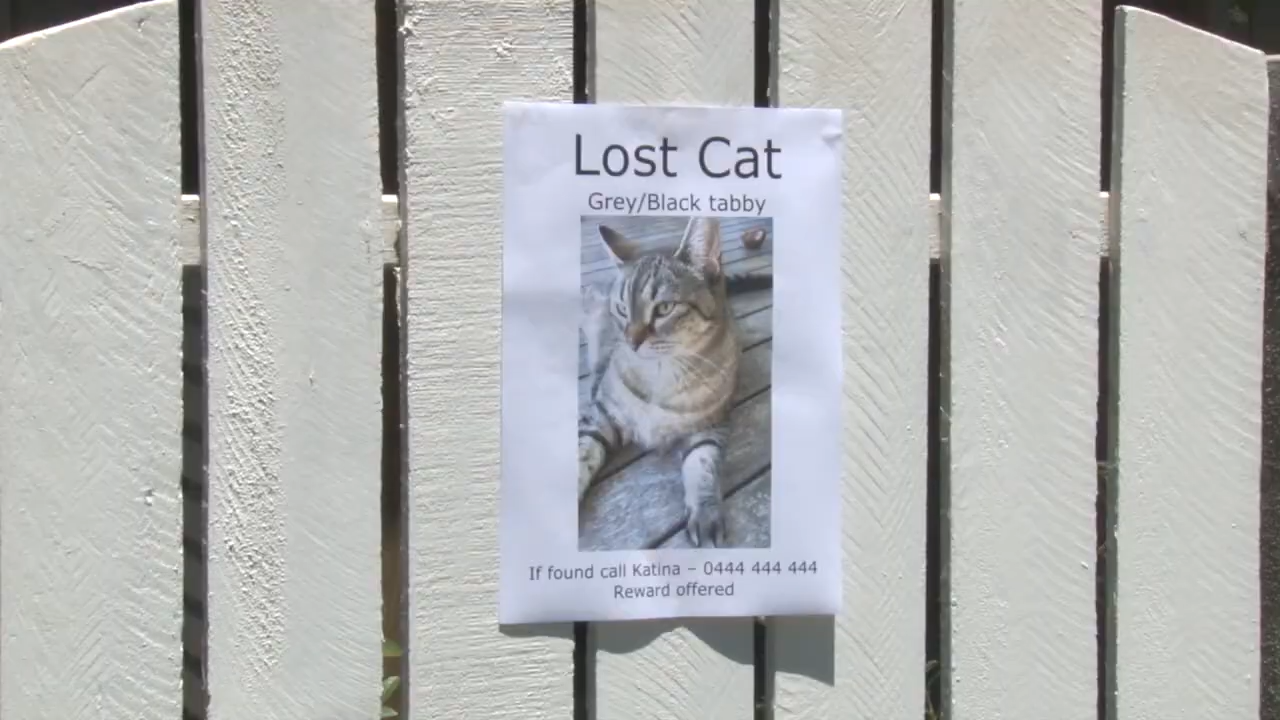 Lost Cat
Grey/Black tabby
If found call Katina – 0444 444 444
Reward offered